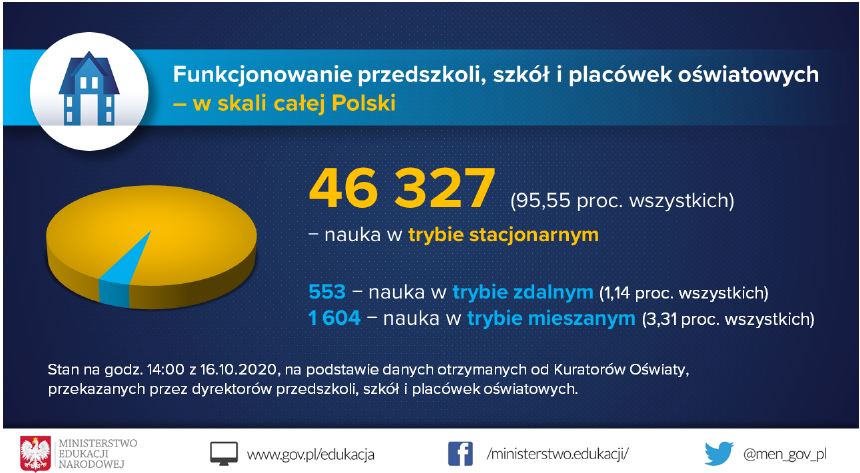 Funkcjonowanie przedszkoli, szkół i placówek oświatowych
– w skali całej Polski
46 327 (95,55 proc. wszystkich)
– nauka w trybie stacjonarnym
553 – nauka w trybie zdalnym (1,14 proc. wszystkich)
1 604 – nauka w trybie mieszanym (3,31 proc. wszystkich)
Stan na godz. 14:00 z 16.10.2020, na podstawie danych otrzymanych od Kuratorów Oświaty,
przekazanych przez dyrektorów przedszkoli, szkół i placówek oświatowych.
MINISTERSTWO
EDUKACJI
NARODOWEJ
www.gov.pl/edukacja
/ministerstwo.edukacji/
@men_gov_pl